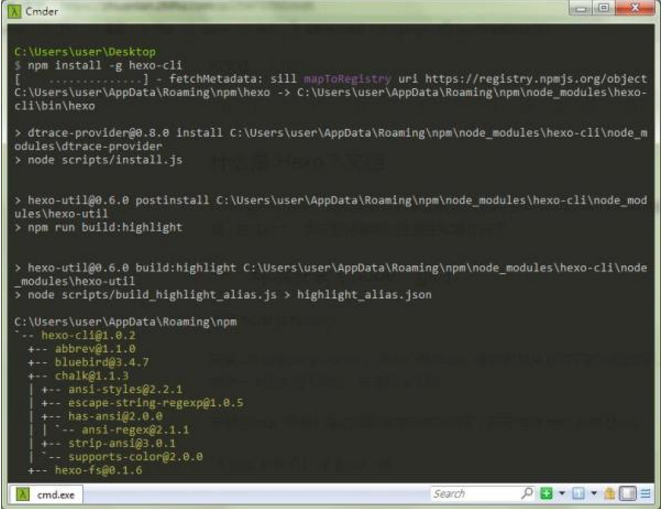 Cmder
C:\Users\user\Desktop
$ npm install -g hexo-cli
[    ..............] - fetchMetadata: sill mapToRegistry uri https://registry.npmjs.org/object
C:\Users\user\AppData\Roaming\npm\hexo -> C:\Users\user\AppData\Roaming\npm\node_modules\hexo-
cli\bin\hexo
> dtrace-provider@0.8.0 install C:\Users\user\AppData\Roaming\npm\node_modules\hexo-cli\node_m
odules\dtrace-provider
> node scripts/install.js
> hexo-util@0.6.0 postinstall C:\Users\user\AppData\Roaming\npm\node_modules\hexo-cli\node_mod
ules\hexo-util
> npm run build:highlight
> hexo-util@0.6.0 build:highlight C:\Users\user\AppData\Roaming\npm\node_modules\hexo-cli\node
_modules\hexo-util
> node scripts/build_highlight_alias.js > highlight_alias.json
C:\Users\user\AppData\Roaming\npm
`-- hexo-cli@1.0.2
  +-- abbrev@1.1.0
  +-- bluebird@3.4.7
  +-- chalk@1.1.3
  | +-- ansi-styles@2.2.1
  | +-- escape-string-regexp@1.0.5
  | +-- has-ansi@2.0.0
  | | `-- ansi-regex@2.1.1
  | +-- strip-ansi@3.0.1
  | `-- supports-color@2.0.0
  +-- hexo-fs@0.1.6
cmd.exe
Search